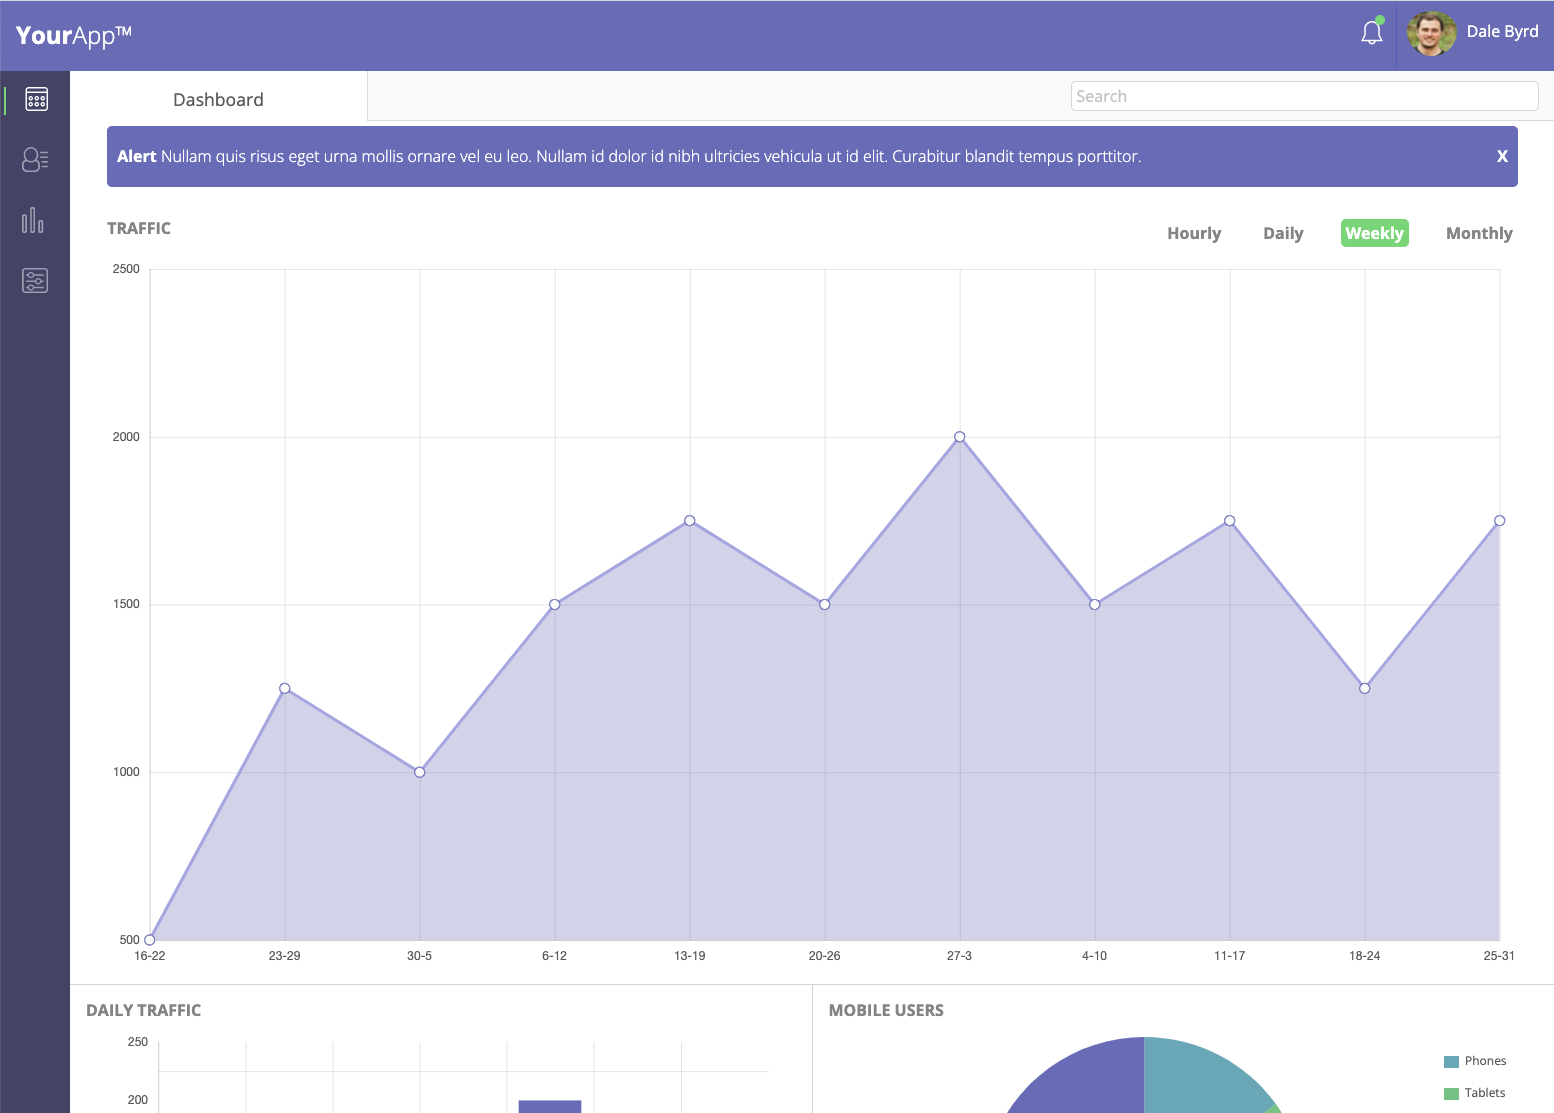 YourApp™
Dale Byrd
Dashboard
Search
Alert Nullam quis risus eget urna mollis ornare vel eu leo. Nullam id dolor id nibh ultricies vehicula ut id elit. Curabitur blandit tempus porttitor.
X
TRAFFIC
Hourly Daily Weekly Monthly
2500
2000
1500
1000
500
16-22 23-29 30-5 6-12 13-19 20-26 27-3 4-10 11-17 18-24 25-31
DAILY TRAFFIC
250
200
MOBILE USERS
Phones
Tablets